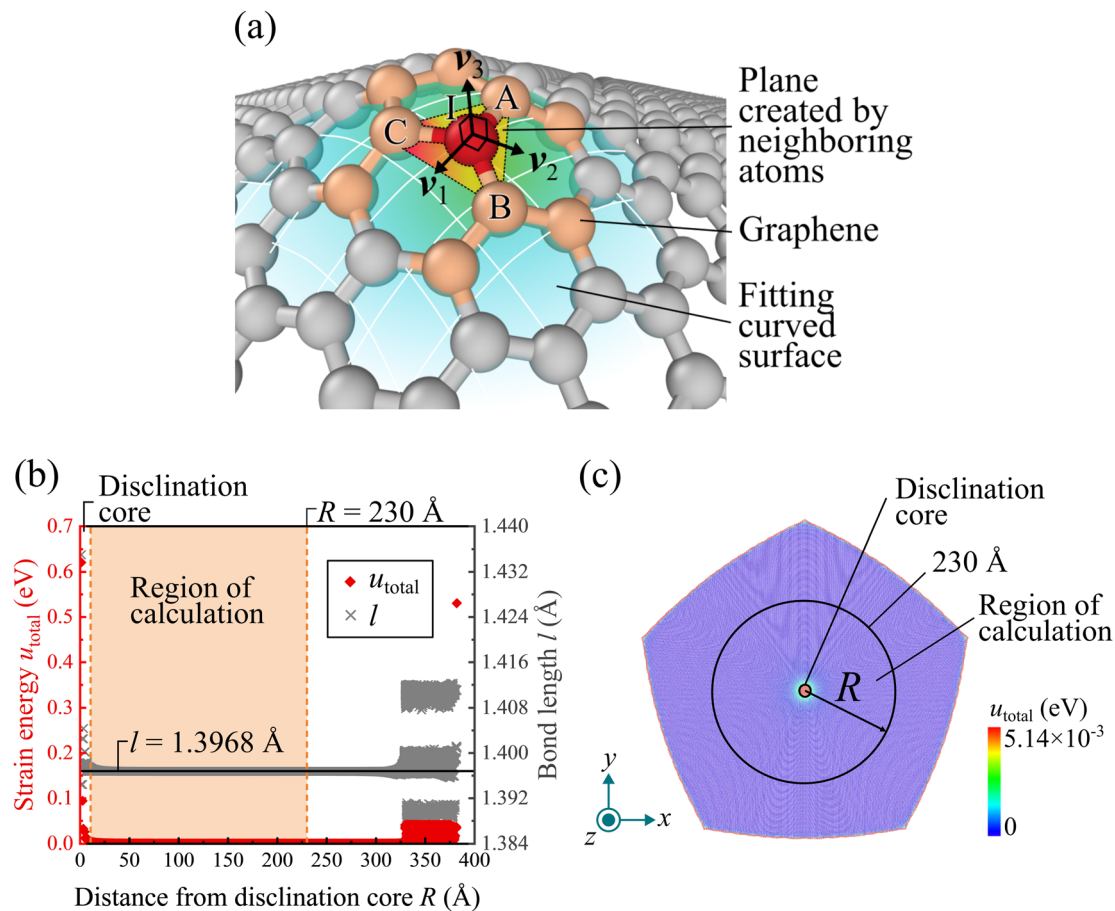 (a)
v3
I
A
C
v2
v1
B
Plane
created by
neighboring
atoms
Graphene
Fitting
curved
surface
(b)
Disclination
core
R = 230 Å
0.7
0.6
0.5
0.4
0.3
0.2
0.1
0.0
Strain energy u_total (eV)
Region of
calculation
u_total
l
l = 1.3968 Å
1.440
1.432
1.424
1.416
1.408
1.400
1.392
1.384
Bond length l (Å)
0 50 100 150 200 250 300 350 400
Distance from disclination core R (Å)
(c)
Disclination
core
230 Å
Region of
calculation
R
u_total (eV)
5.14×10⁻³
0
y
z
x